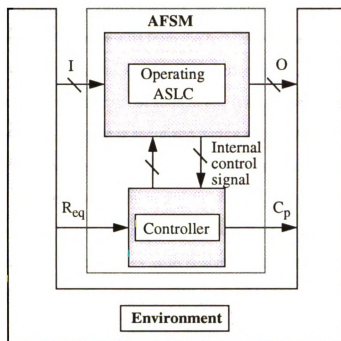 AFSM
I
O
Operating
ASLC
Internal
control
signal
Req
Cp
Controller
Environment